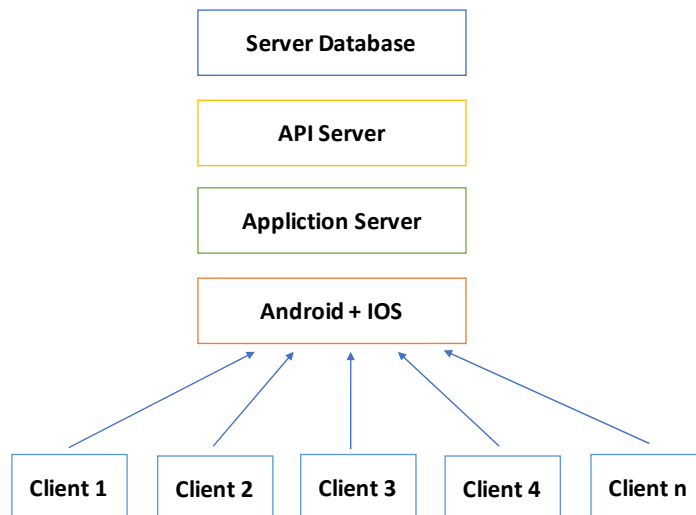 Server Database
API Server
Appliction Server
Android + IOS
Client 1
Client 2
Client 3
Client 4
Client n